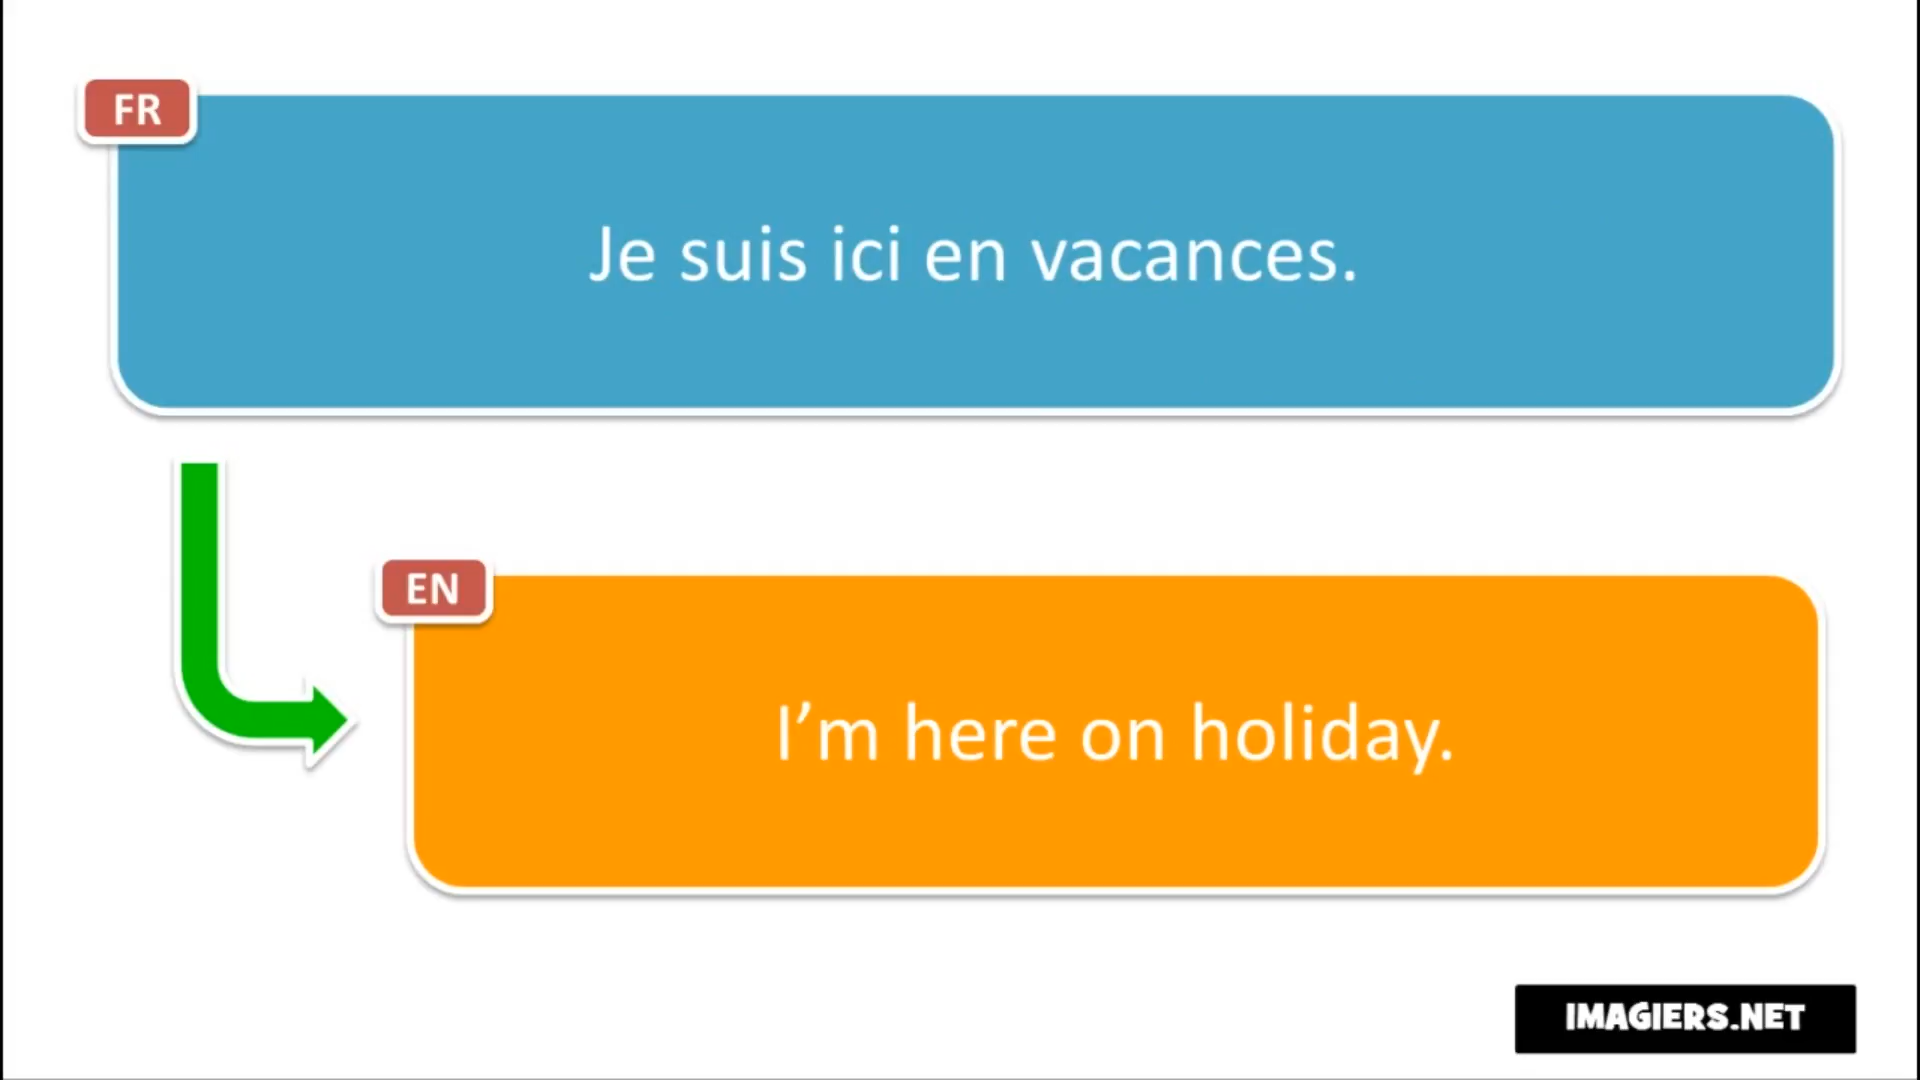 FR
Je suis ici en vacances.
EN
I’m here on holiday.
IMAGIERS.NET